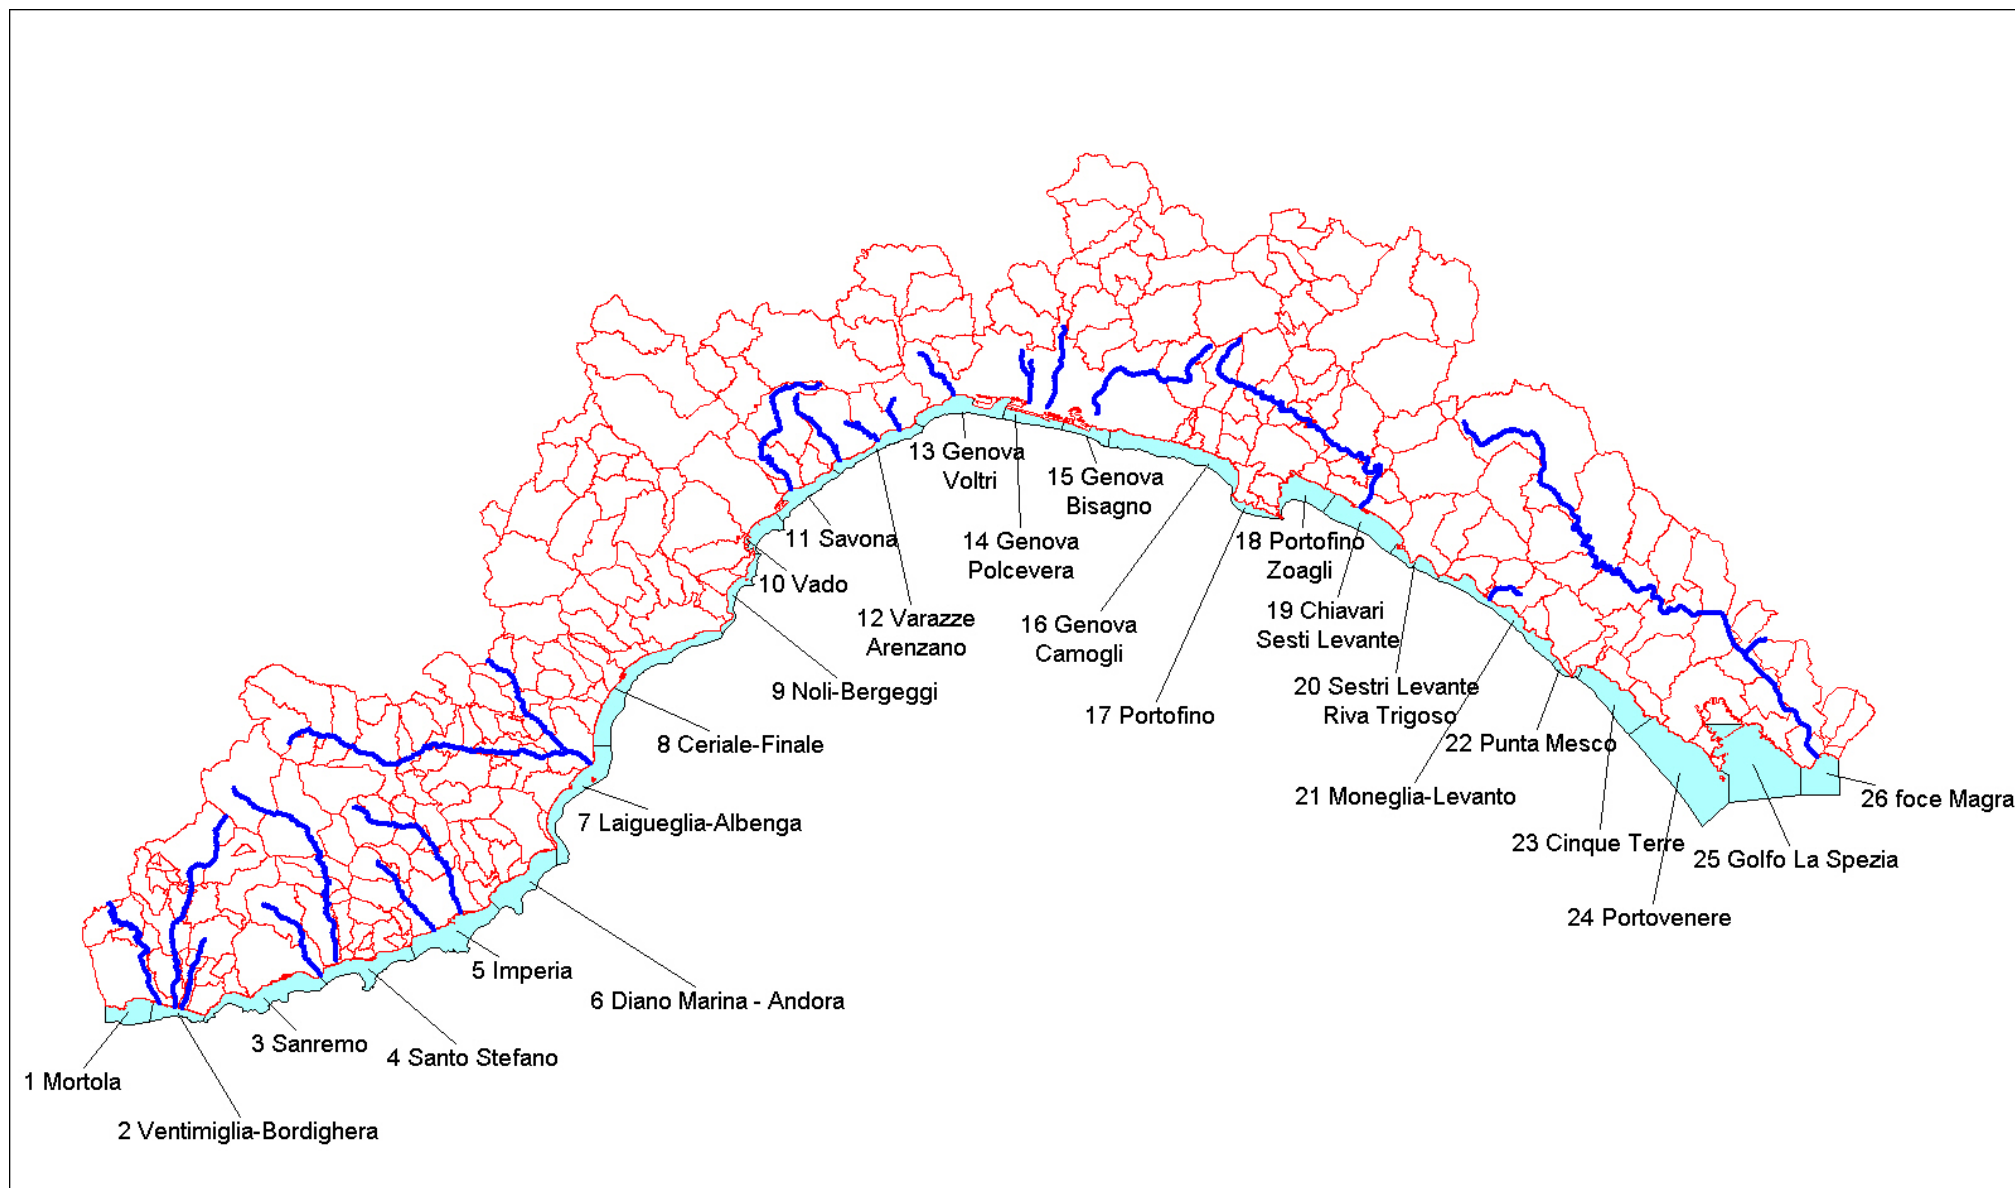 1 Mortola
2 Ventimiglia-Bordighera
3 Sanremo
4 Santo Stefano
5 Imperia
6 Diano Marina - Andora
7 Laigueglia-Albenga
8 Ceriale-Finale
9 Noli-Bergeggi
10 Vado
11 Savona
12 Varazze
Arenzano
13 Genova
Voltri
14 Genova
Polcevera
15 Genova
Bisagno
16 Genova
Camogli
17 Portofino
18 Portofino
Zoagli
19 Chiavari
Sesti Levante
20 Sestri Levante
Riva Trigoso
21 Moneglia-Levanto
22 Punta Mesco
23 Cinque Terre
24 Portovenere
25 Golfo La Spezia
26 foce Magra